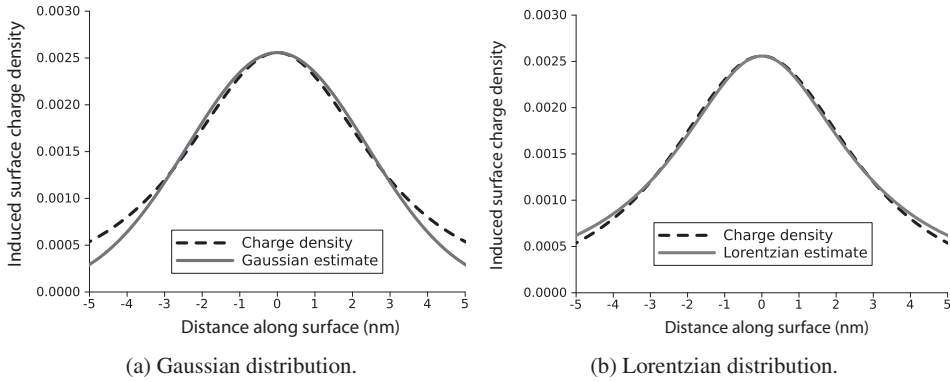 Induced surface charge density
0.0030
0.0025
0.0020
0.0015
0.0010
0.0005
0.0000
Charge density
Gaussian estimate
-5 -4 -3 -2 -1 0 1 2 3 4 5
Distance along surface (nm)
(a) Gaussian distribution.
Induced surface charge density
0.0030
0.0025
0.0020
0.0015
0.0010
0.0005
0.0000
Charge density
Lorentzian estimate
-5 -4 -3 -2 -1 0 1 2 3 4 5
Distance along surface (nm)
(b) Lorentzian distribution.